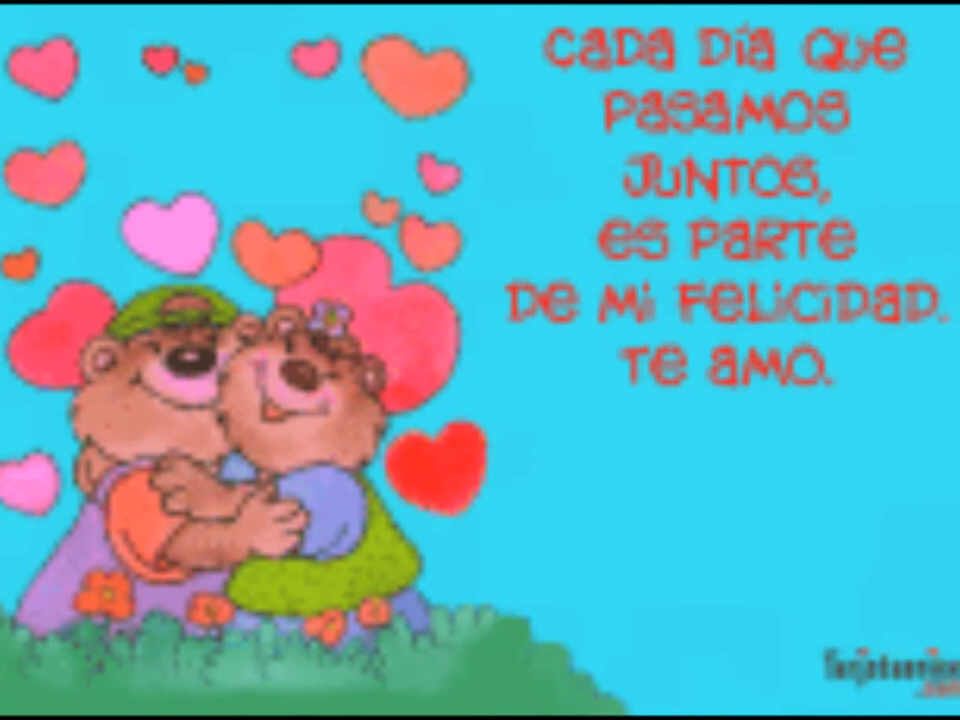 Cada Día Que
Pasamos
Juntos,
es parte
de mi felicidad.
Te amo.